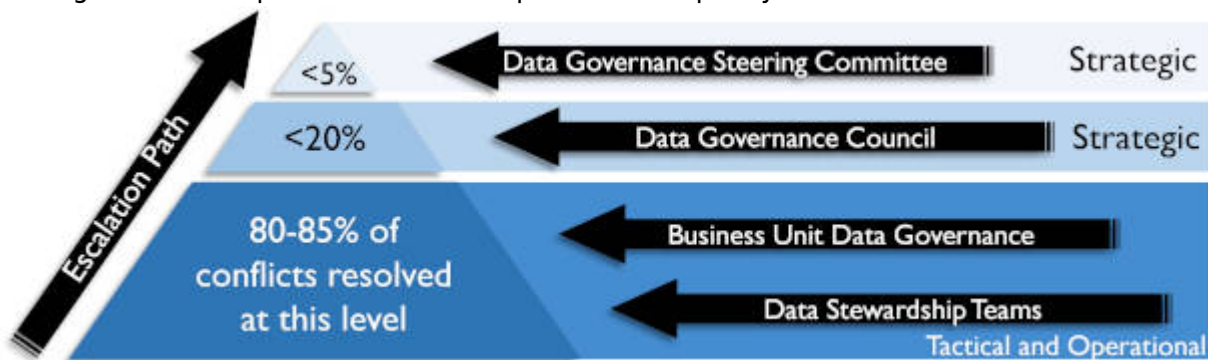 <5%
Data Governance Steering Committee
Strategic
<20%
Data Governance Council
Strategic
Escalation Path
80-85% of
conflicts resolved
at this level
Business Unit Data Governance
Data Stewardship Teams
Tactical and Operational